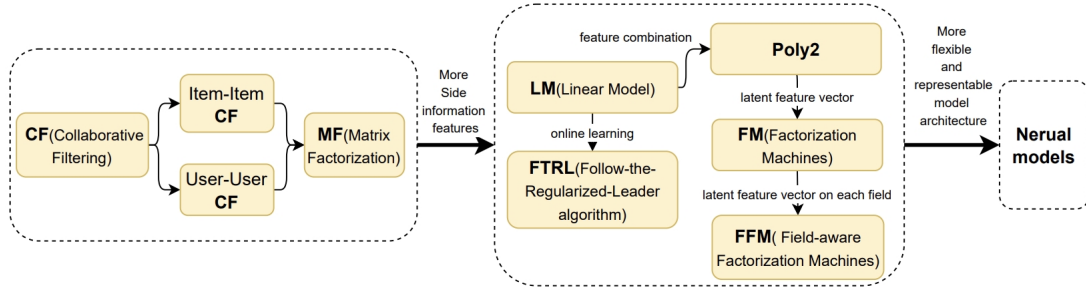 CF(Collaborative
Filtering)
Item-Item
CF
User-User
CF
MF(Matrix
Factorization)
More
Side
information
features
LM(Linear Model)
online learning
FTRL(Follow-the-
Regularized-Leader
algorithm)
feature combination
Poly2
latent feature vector
FM(Factorization
Machines)
latent feature vector on each field
FFM( Field-aware
Factorization Machines)
More
flexible
and
representable
model
architecture
Nerual
models